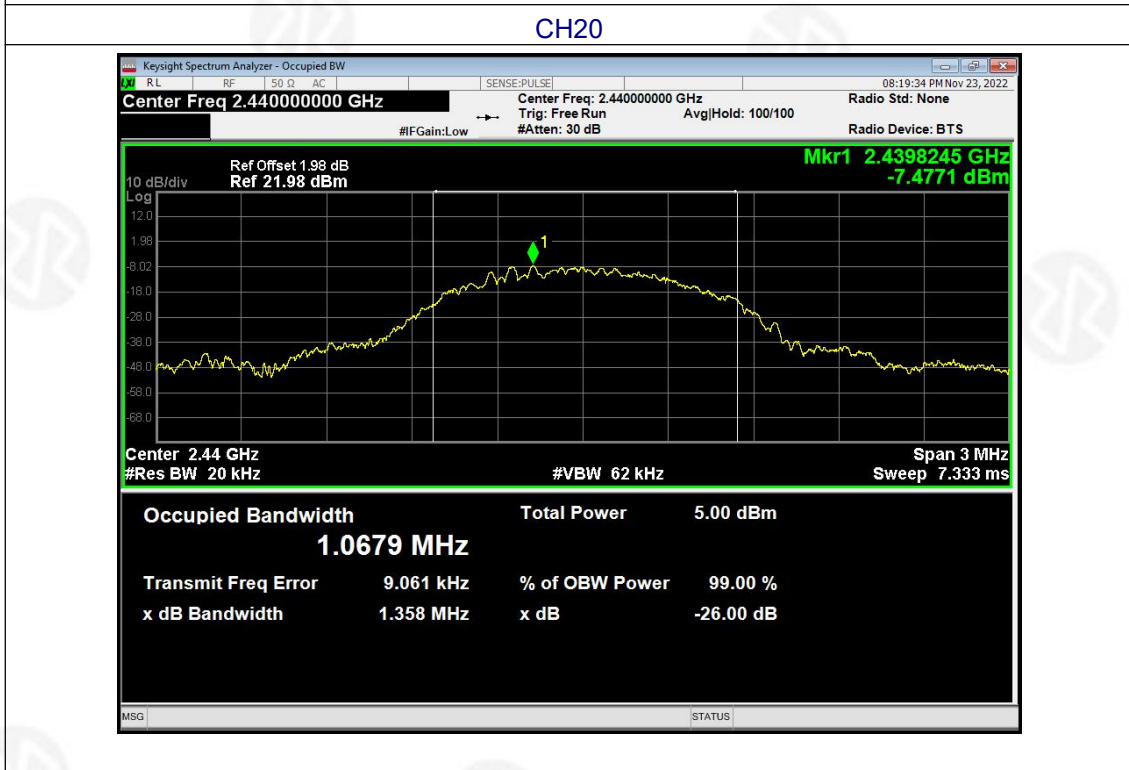 CH20
Keysight Spectrum Analyzer - Occupied BW
LXI RL RF 50 Ω AC SENSE:PULSE 08:19:34 PM Nov 23, 2022
Center Freq 2.440000000 GHz Center Freq: 2.440000000 GHz Radio Std: None
Trig: Free Run Avg|Hold: 100/100
#IFGain:Low #Atten: 30 dB Radio Device: BTS
Mkr1 2.4398245 GHz
Ref Offset 1.98 dB
10 dB/div Ref 21.98 dBm -7.4771 dBm
Log
12.0
1.98
1
-8.02
-18.0
-28.0
-38.0
-48.0
-58.0
-68.0
Center 2.44 GHz Span 3 MHz
#Res BW 20 kHz #VBW 62 kHz Sweep 7.333 ms
Occupied Bandwidth Total Power 5.00 dBm
1.0679 MHz
Transmit Freq Error 9.061 kHz % of OBW Power 99.00 %
x dB Bandwidth 1.358 MHz x dB -26.00 dB
MSG STATUS